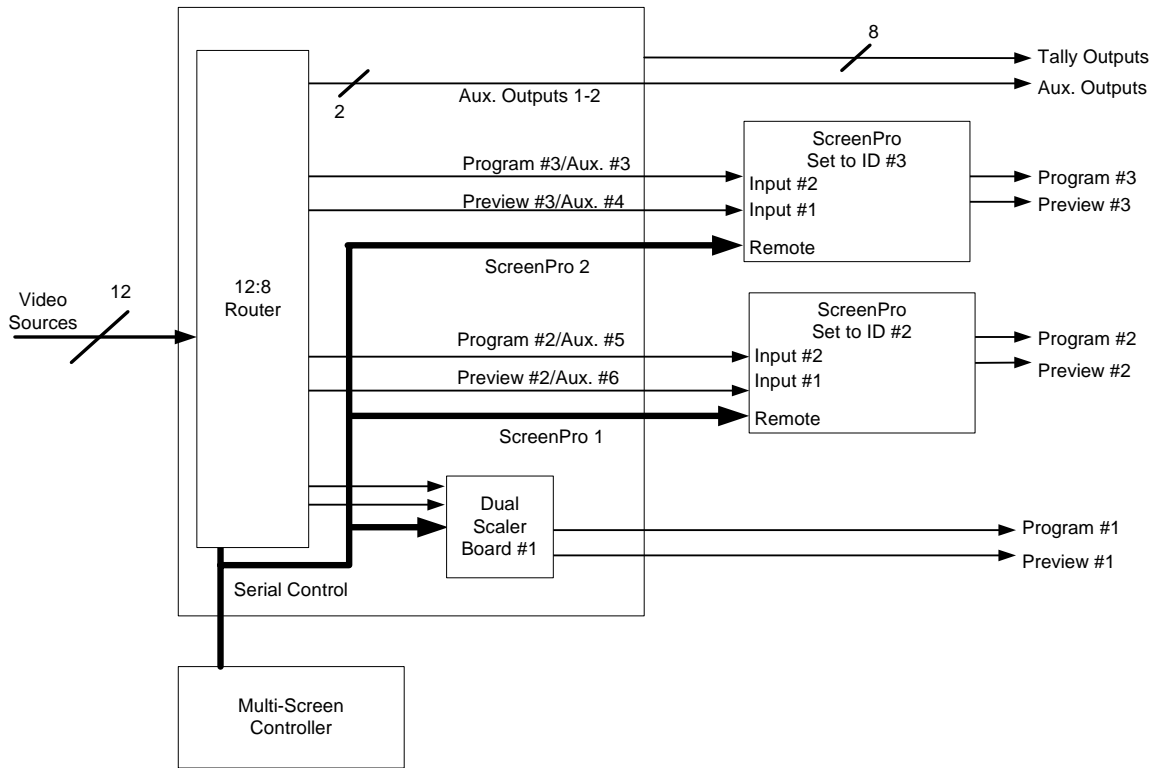 8
Tally Outputs
2
Aux. Outputs 1-2
Aux. Outputs
ScreenPro
Set to ID #3
Program #3/Aux. #3
Input #2
Program #3
Preview #3/Aux. #4
Input #1
Preview #3
Remote
ScreenPro 2
12:8
Router
Video
Sources
12
ScreenPro
Set to ID #2
Program #2/Aux. #5
Input #2
Program #2
Preview #2/Aux. #6
Input #1
Preview #2
Remote
ScreenPro 1
Dual
Scaler
Board #1
Program #1
Preview #1
Serial Control
Multi-Screen
Controller